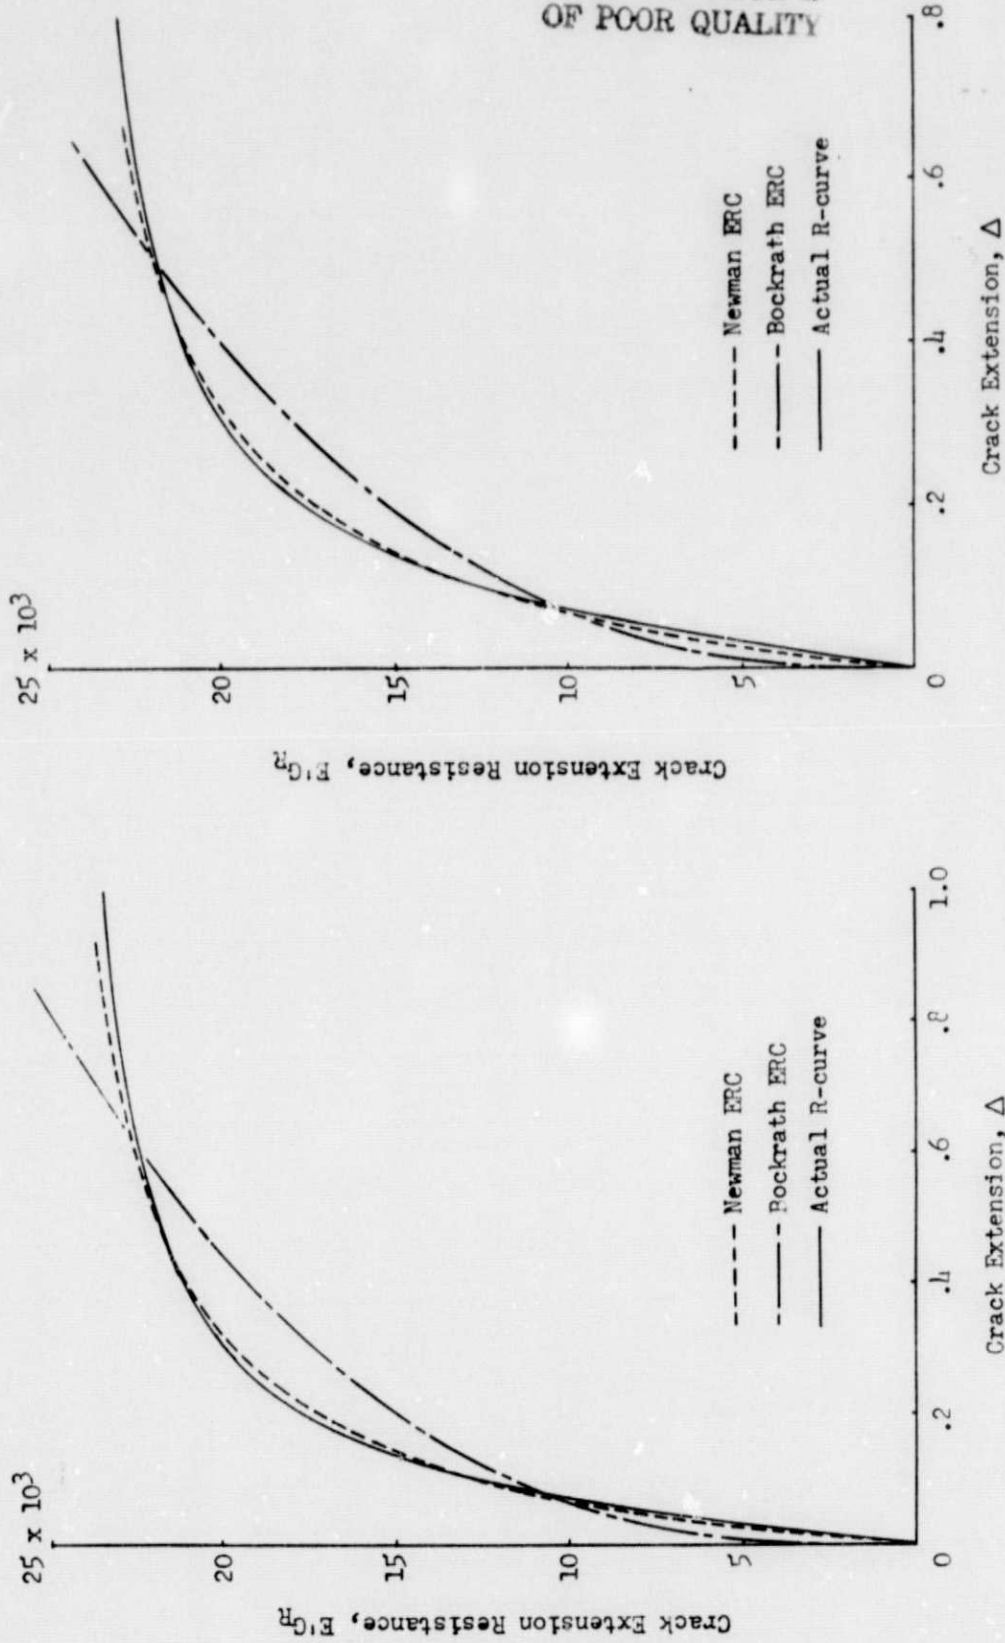 OF POOR QUALITY
25 x 10³
20
15
10
5
0
.2
.4
.6
.8
1.0
Crack Extension Resistance, E'G_R
Crack Extension, Δ
Newman ERC
Bockrath ERC
Actual R-curve
25 x 10³
20
15
10
5
0
.2
.4
.6
.8
Crack Extension Resistance, E'G_R
Crack Extension, Δ
Newman ERC
Bockrath ERC
Actual R-curve